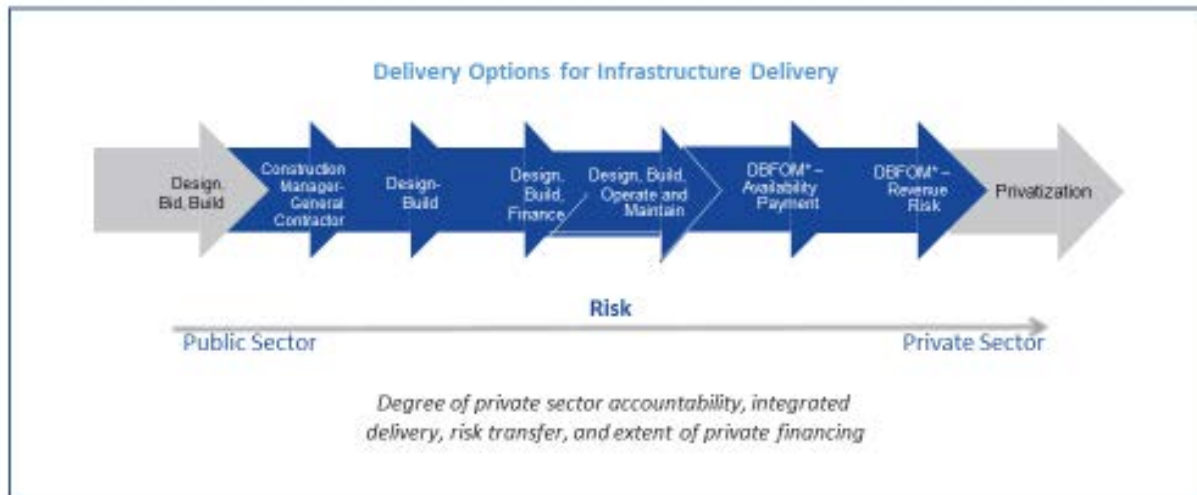 Delivery Options for Infrastructure Delivery
Design,
Bid, Build
Construction
Manager-
General
Contractor
Design-
Build
Design,
Build,
Finance
Design, Build,
Operate and
Maintain
DBFOM* –
Availability
Payment
DBFOM* –
Revenue
Risk
Privatization
Risk
Public Sector
Private Sector
Degree of private sector accountability, integrated
delivery, risk transfer, and extent of private financing